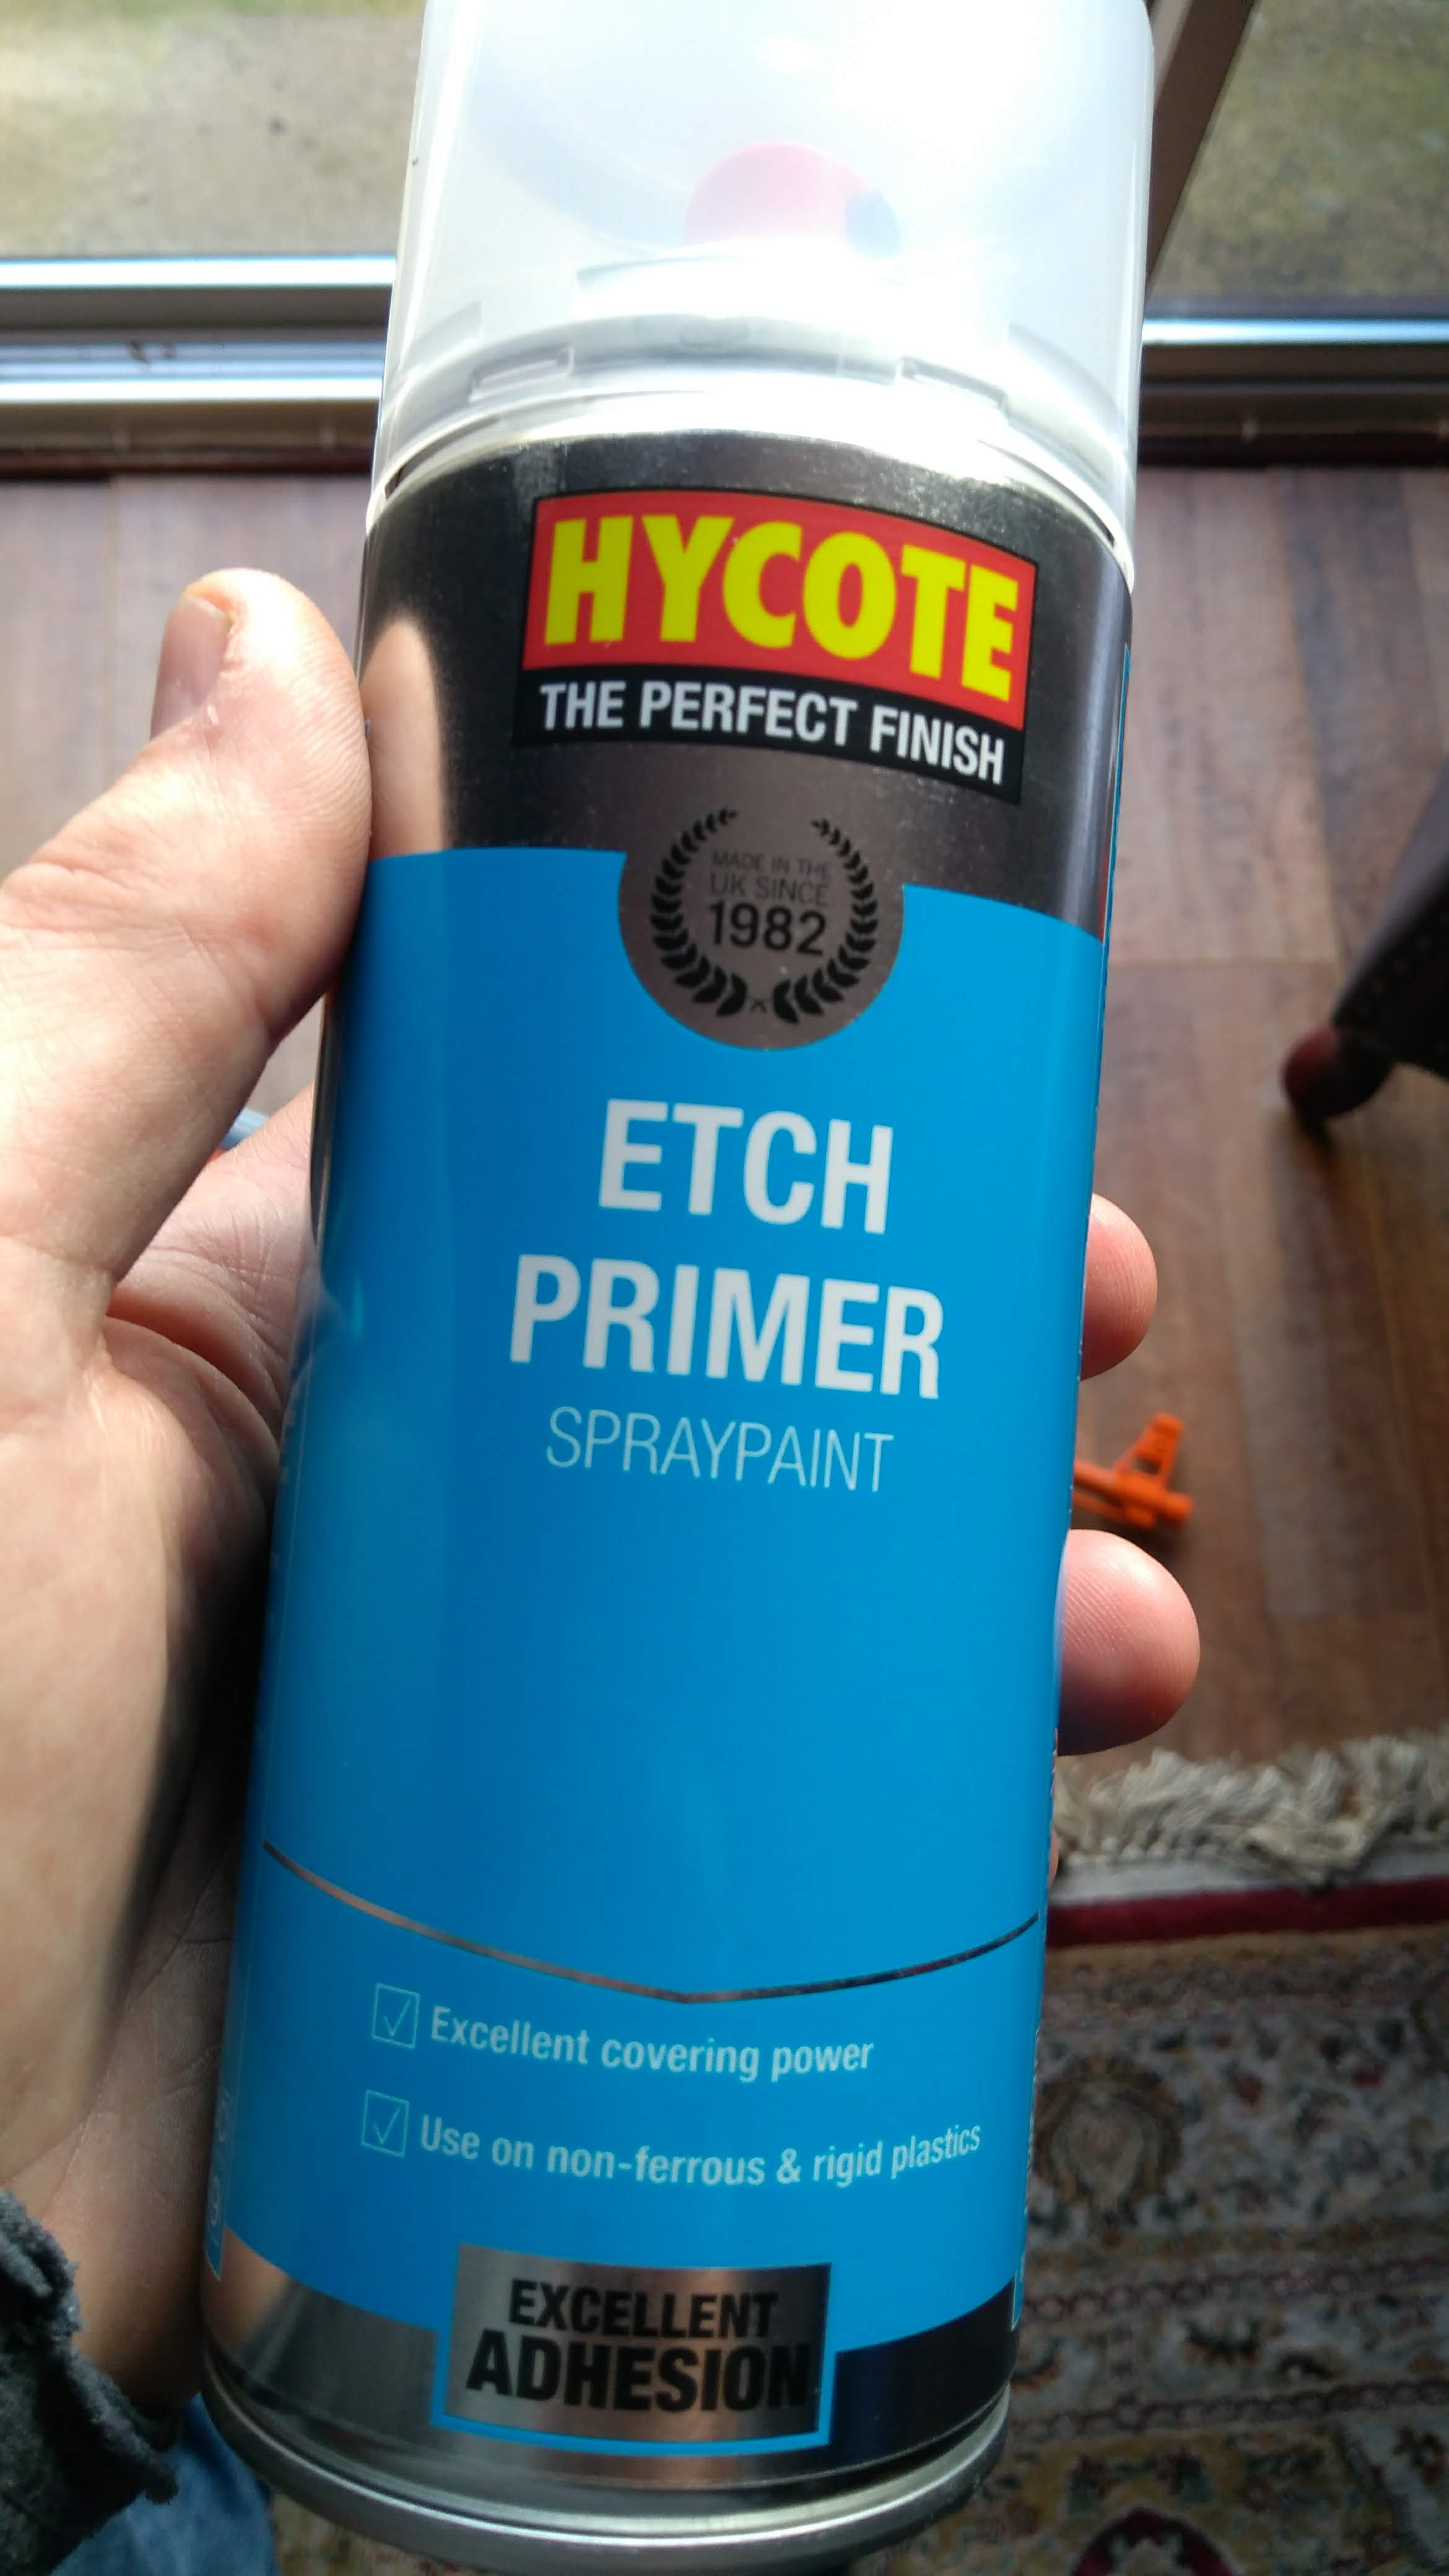 HYCOTE
THE PERFECT FINISH
MADE IN THE
UK SINCE
1982
ETCH
PRIMER
SPRAYPAINT
Excellent covering power
Use on non-ferrous & rigid plastics
EXCELLENT
ADHESION